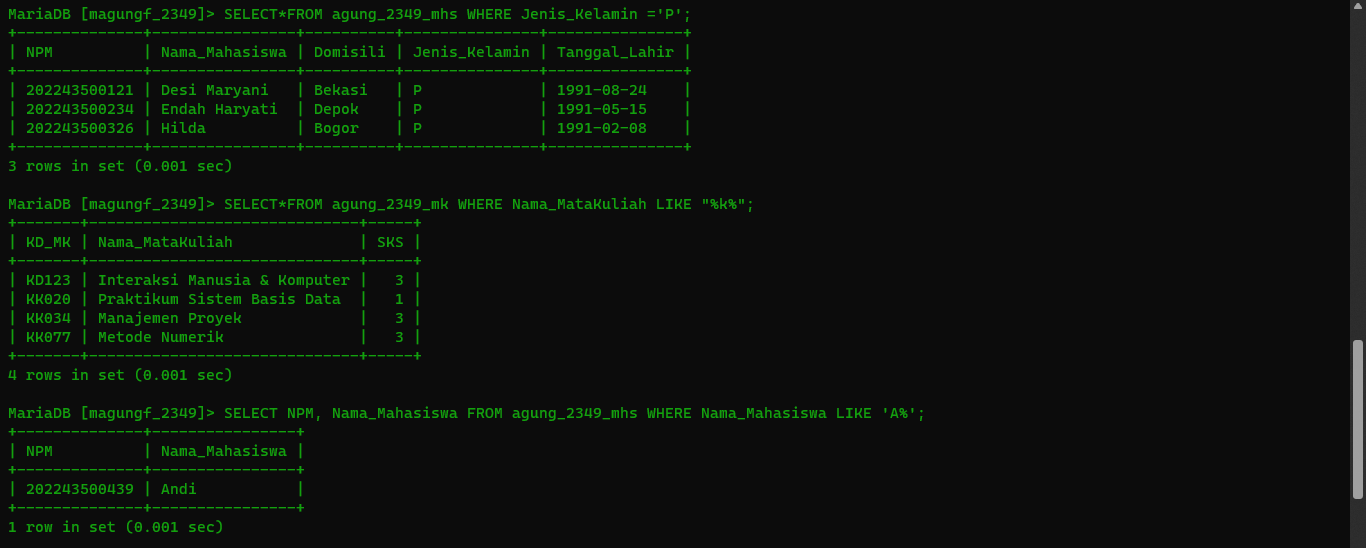 MariaDB [magungf_2349]> SELECT*FROM agung_2349_mhs WHERE Jenis_Kelamin ='P';
+--------------+----------------+----------+---------------+---------------+
| NPM          | Nama_Mahasiswa | Domisili | Jenis_Kelamin | Tanggal_Lahir |
+--------------+----------------+----------+---------------+---------------+
| 202243500121 | Desi Maryani   | Bekasi   | P             | 1991-08-24    |
| 202243500234 | Endah Haryati  | Depok    | P             | 1991-05-15    |
| 202243500326 | Hilda          | Bogor    | P             | 1991-02-08    |
+--------------+----------------+----------+---------------+---------------+
3 rows in set (0.001 sec)

MariaDB [magungf_2349]> SELECT*FROM agung_2349_mk WHERE Nama_MataKuliah LIKE "%k%";
+-------+------------------------------+-----+
| KD_MK | Nama_MataKuliah              | SKS |
+-------+------------------------------+-----+
| KD123 | Interaksi Manusia & Komputer |   3 |
| KK020 | Praktikum Sistem Basis Data  |   1 |
| KK034 | Manajemen Proyek             |   3 |
| KK077 | Metode Numerik               |   3 |
+-------+------------------------------+-----+
4 rows in set (0.001 sec)

MariaDB [magungf_2349]> SELECT NPM, Nama_Mahasiswa FROM agung_2349_mhs WHERE Nama_Mahasiswa LIKE 'A%';
+--------------+----------------+
| NPM          | Nama_Mahasiswa |
+--------------+----------------+
| 202243500439 | Andi           |
+--------------+----------------+
1 row in set (0.001 sec)